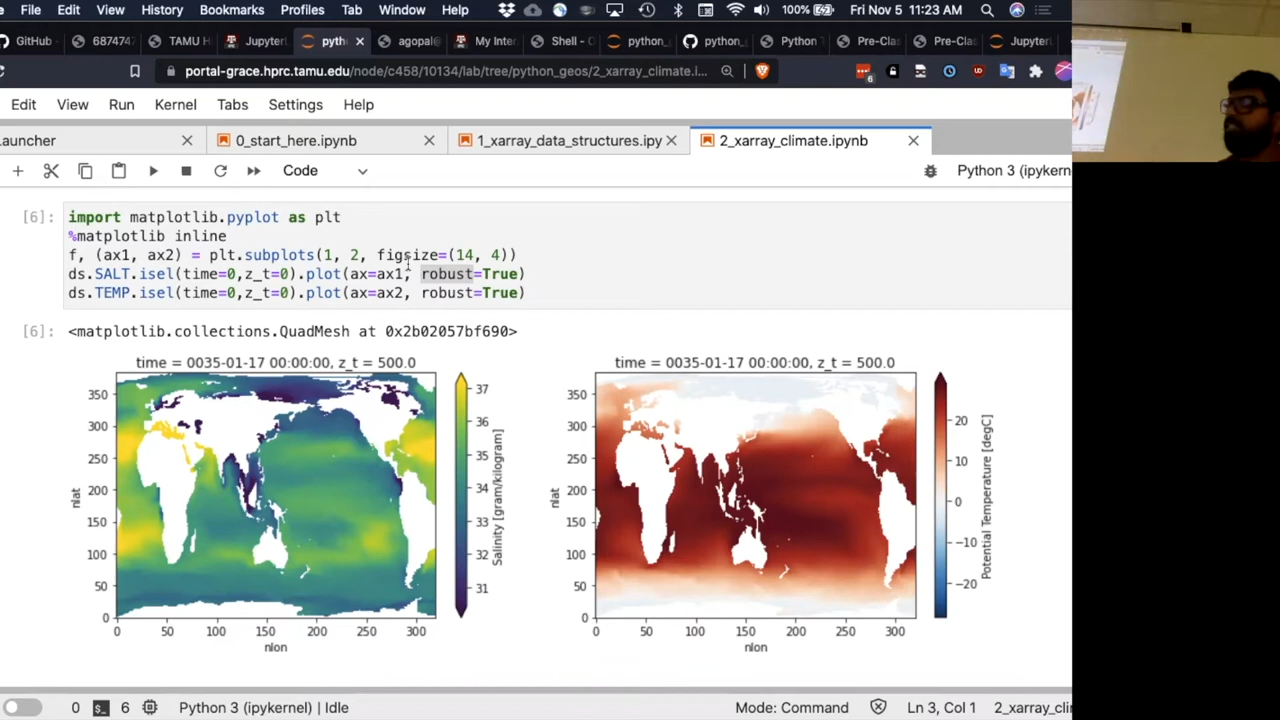 File Edit View History Bookmarks Profiles Tab Window Help 100% Fri Nov 5 11:23 AM
GitHub 6874747 TAMU H Jupyter pyth agopal@ My Inter Shell - C python_ python_c Python T Pre-Clas Pre-Clas Jupyterl
portal-grace.hprc.tamu.edu/node/c458/10134/lab/tree/python_geos/2_xarray_climate.i... 6
Edit View Run Kernel Tabs Settings Help
auncher 0_start_here.ipynb 1_xarray_data_structures.ipy 2_xarray_climate.ipynb
Code Python 3 (ipykern
[6]: import matplotlib.pyplot as plt
%matplotlib inline
f, (ax1, ax2) = plt.subplots(1, 2, figsize=(14, 4))
ds.SALT.isel(time=0,z_t=0).plot(ax=ax1, robust=True)
ds.TEMP.isel(time=0,z_t=0).plot(ax=ax2, robust=True)
[6]: <matplotlib.collections.QuadMesh at 0x2b02057bf690>
time = 0035-01-17 00:00:00, z_t = 500.0
350
300
250
200
150
100
50
0
nlat
0 50 100 150 200 250 300
nlon
37
36
35
34
33
32
31
Salinity [gram/kilogram]
time = 0035-01-17 00:00:00, z_t = 500.0
350
300
250
200
150
100
50
0
nlat
0 50 100 150 200 250 300
nlon
20
10
0
−10
−20
Potential Temperature [degC]
0 6 Python 3 (ipykernel) | Idle Mode: Command Ln 3, Col 1 2_xarray_cli